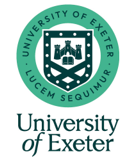 UNIVERSITY OF EXETER
LUCEM SEQUIMUR
University
of Exeter